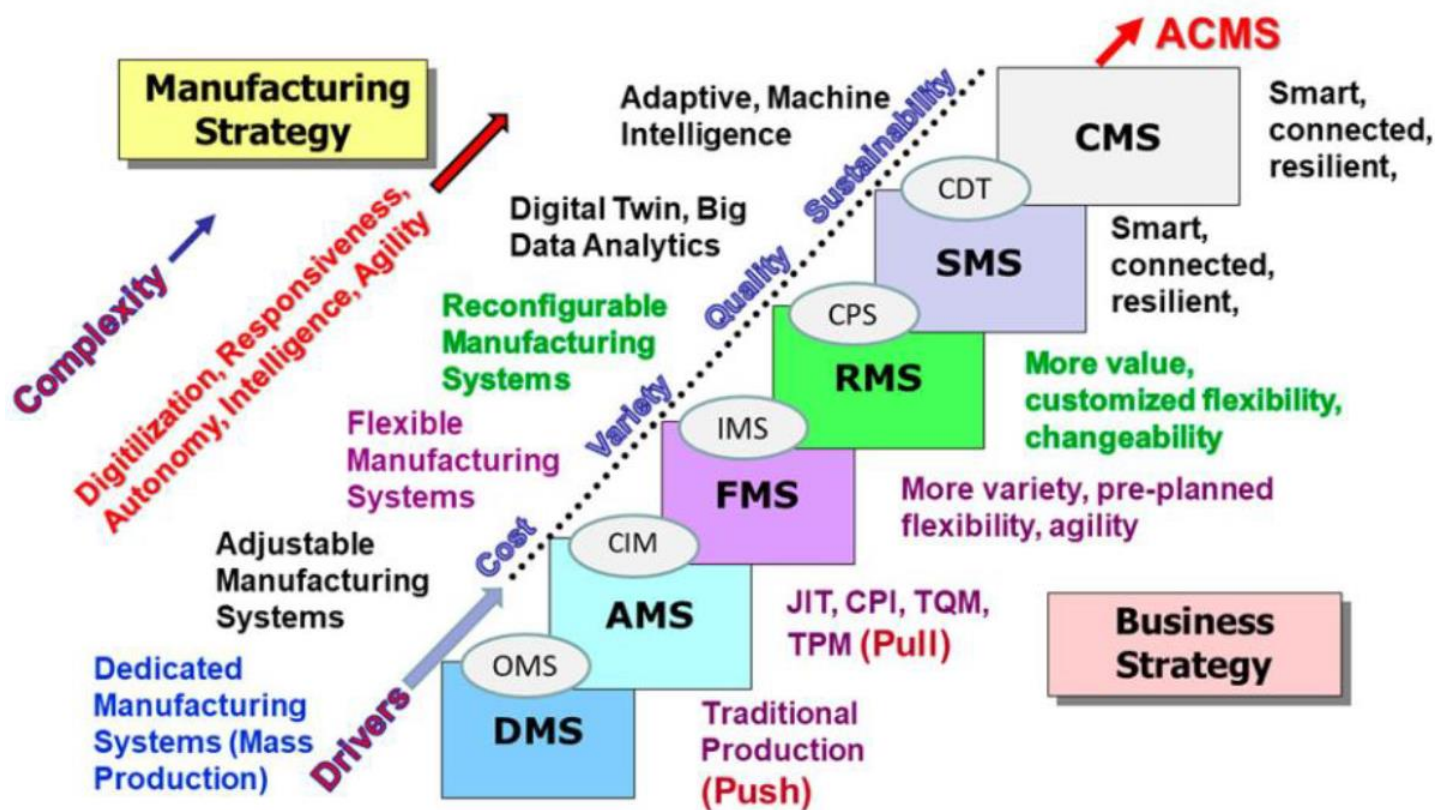 ACMS
Manufacturing
Strategy
Adaptive, Machine
Intelligence
Sustainability
CMS
Smart,
connected,
resilient,
CDT
Complexity
Digitilization, Responsiveness,
Autonomy, Intelligence, Agility
Digital Twin, Big
Data Analytics
Quality
SMS
Smart,
connected,
resilient,
CPS
Reconfigurable
Manufacturing
Systems
Variety
RMS
More value,
customized flexibility,
changeability
IMS
Flexible
Manufacturing
Systems
FMS
More variety, pre-planned
flexibility, agility
Cost
CIM
Adjustable
Manufacturing
Systems
AMS
JIT, CPI, TQM,
TPM (Pull)
Business
Strategy
OMS
Dedicated
Manufacturing
Systems (Mass
Production)
Drivers
DMS
Traditional
Production
(Push)